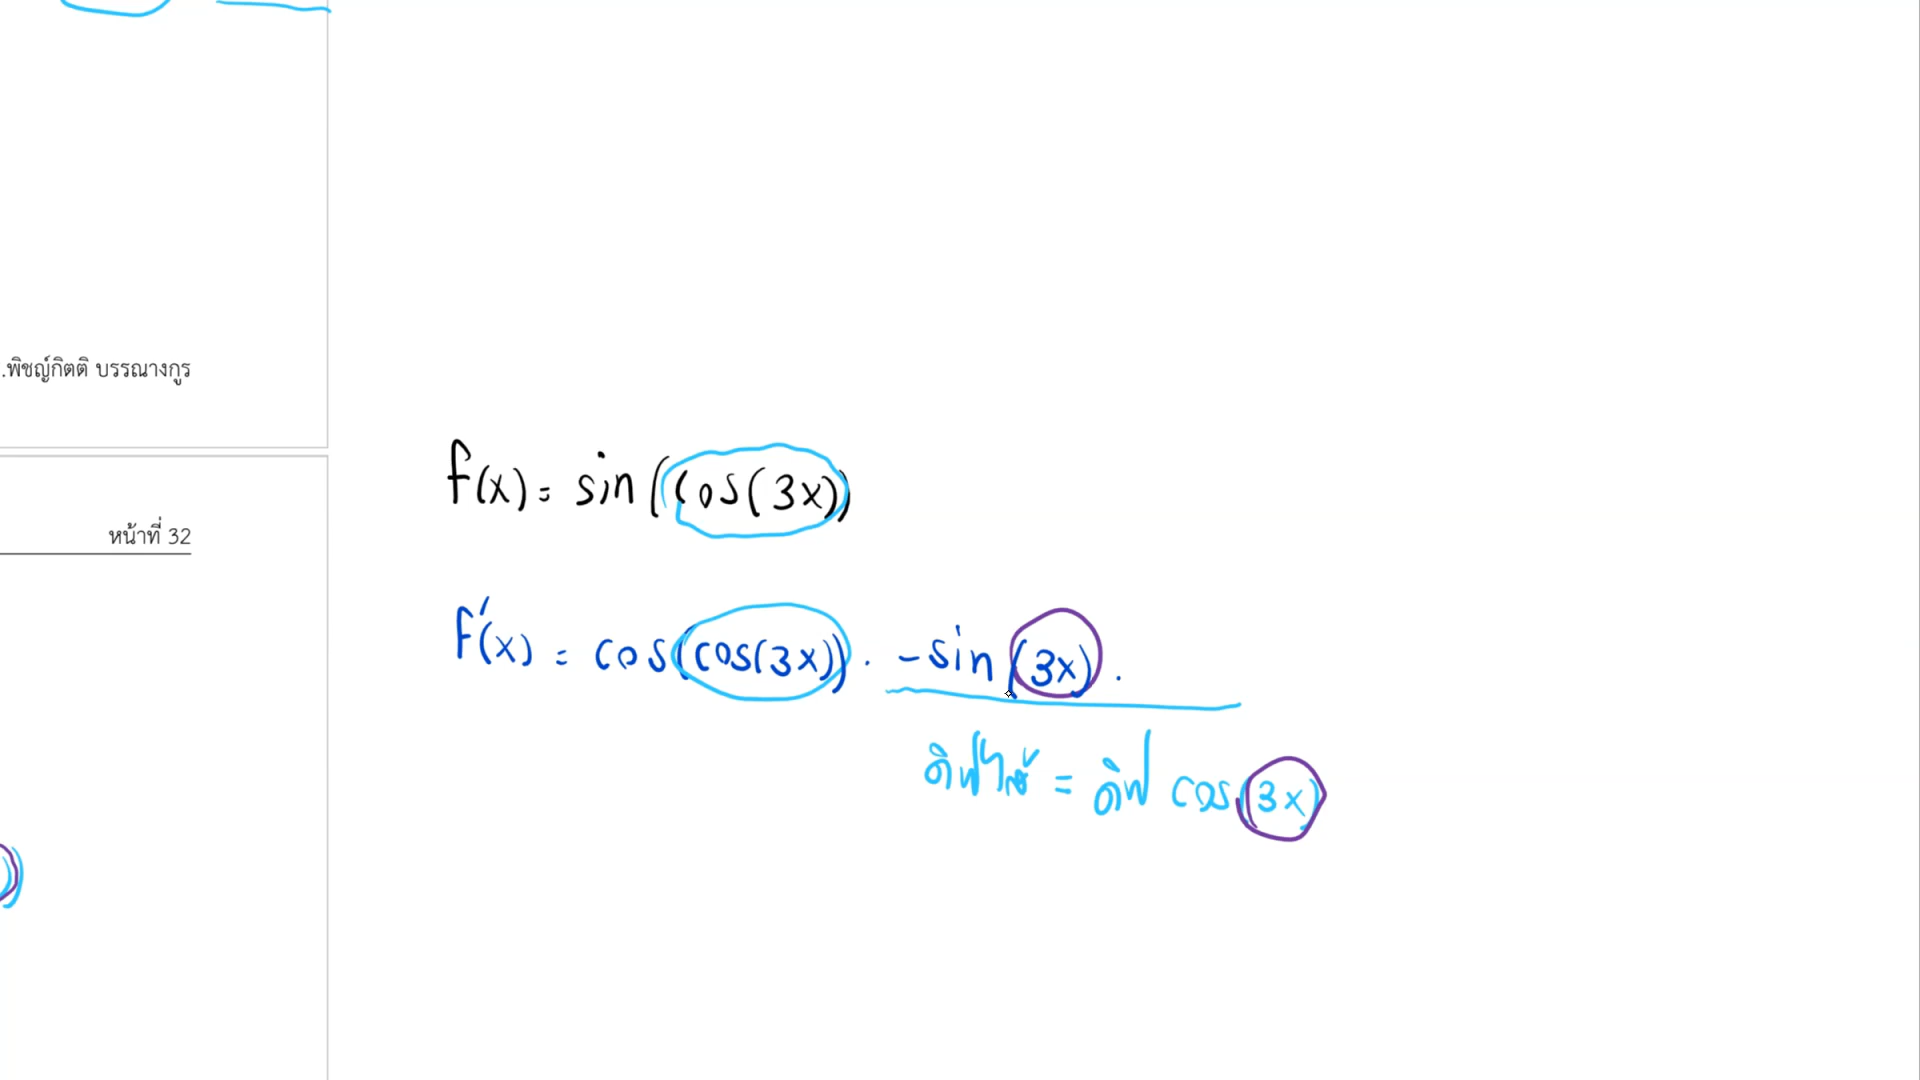 .พิชญ์กิตติ บรรณางกูร
หน้าที่ 32
f(x) = sin(cos(3x))
f'(x) = cos(cos(3x)) · -sin(3x) ·
ดิฟไส้ = ดิฟ cos(3x)